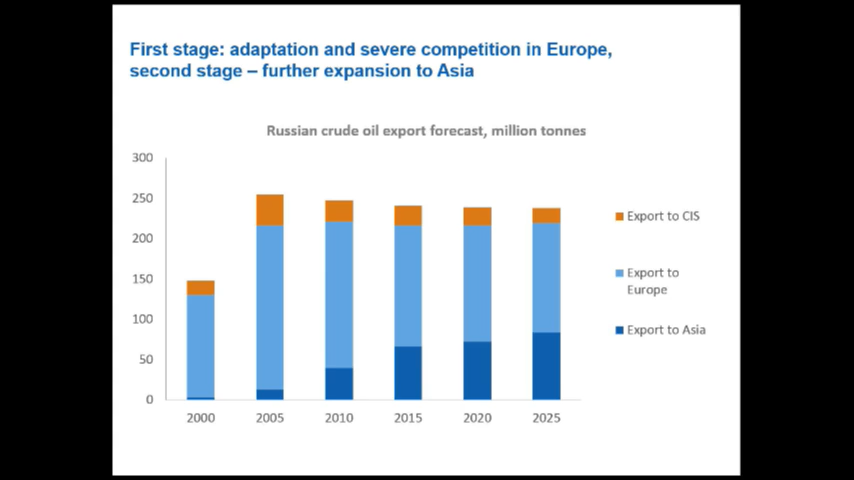 First stage: adaptation and severe competition in Europe,
second stage – further expansion to Asia
Russian crude oil export forecast, million tonnes
300
250
200
150
100
50
0
2000 2005 2010 2015 2020 2025
Export to CIS
Export to
Europe
Export to Asia